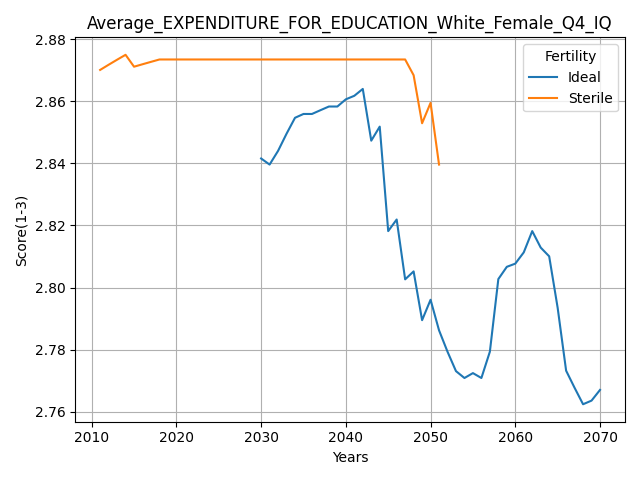 Average_EXPENDITURE_FOR_EDUCATION_White_Female_Q4_IQ
Fertility
Ideal
Sterile
Score(1-3)
2.88
2.86
2.84
2.82
2.80
2.78
2.76
2010 2020 2030 2040 2050 2060 2070
Years